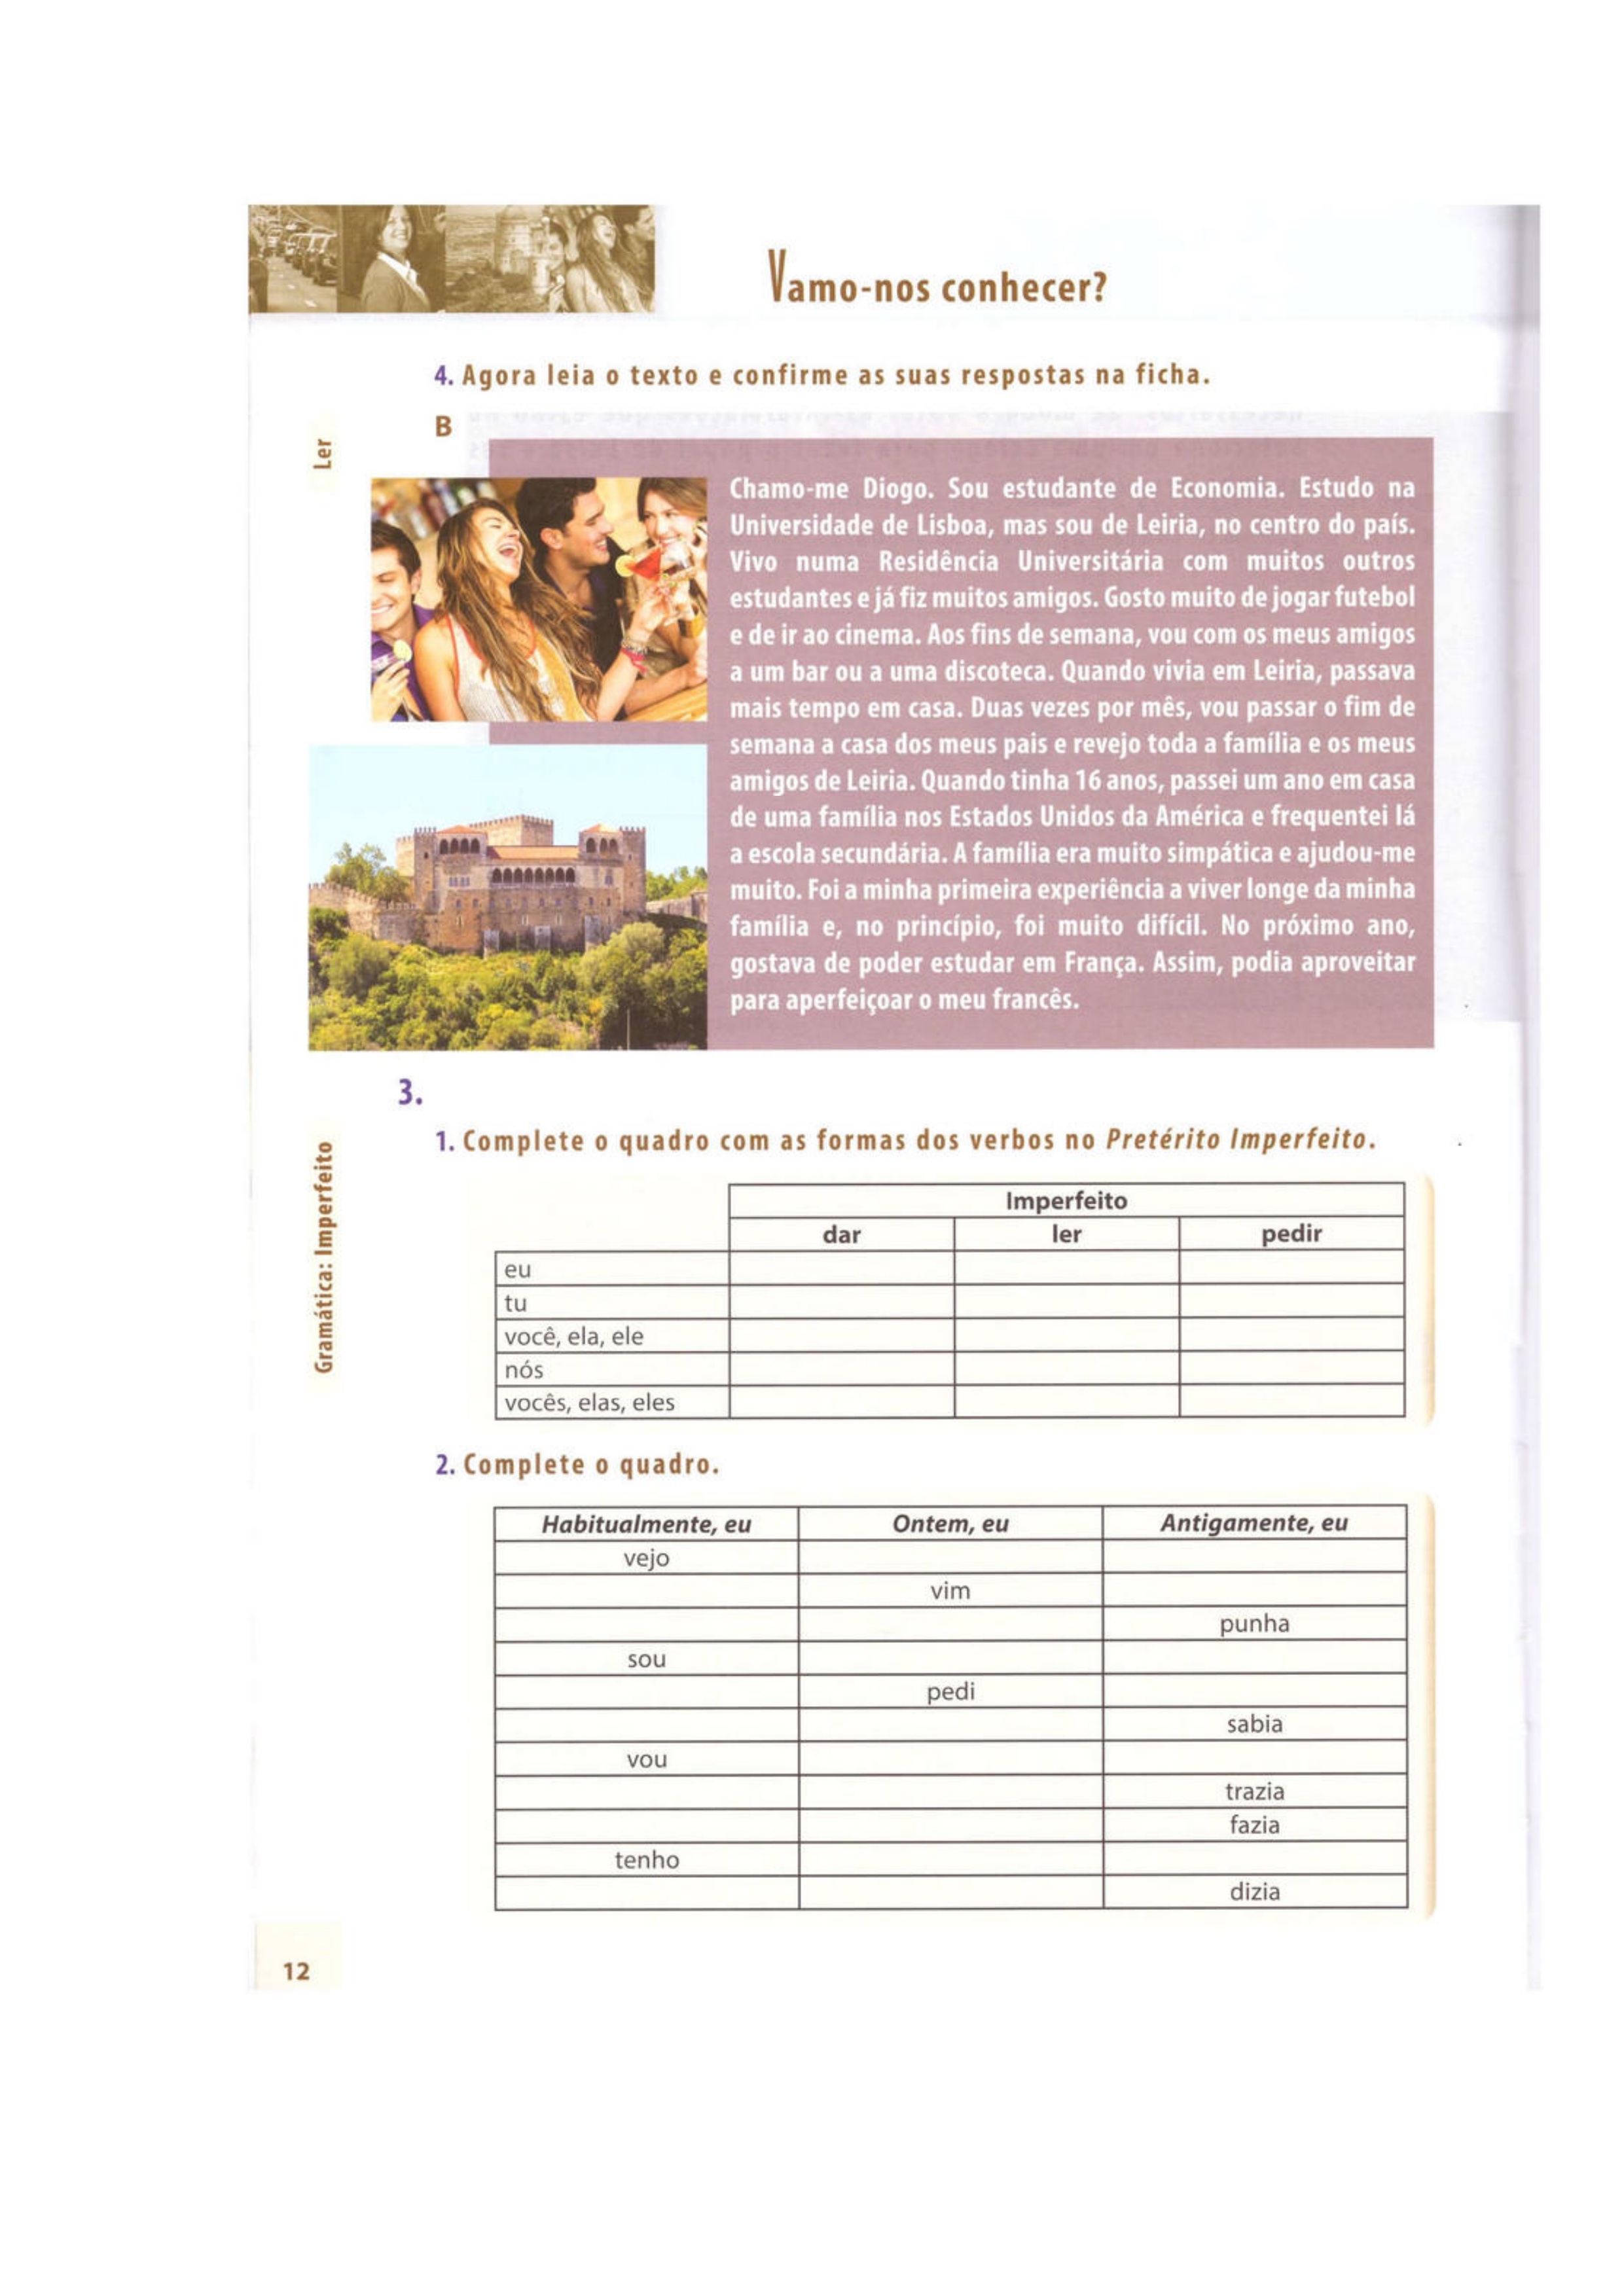 Vamo-nos conhecer?
4. Agora leia o texto e confirme as suas respostas na ficha.
Ler
B
Chamo-me Diogo. Sou estudante de Economia. Estudo na
Universidade de Lisboa, mas sou de Leiria, no centro do país.
Vivo numa Residência Universitária com muitos outros
estudantes e já fiz muitos amigos. Gosto muito de jogar futebol
e de ir ao cinema. Aos fins de semana, vou com os meus amigos
a um bar ou a uma discoteca. Quando vivia em Leiria, passava
mais tempo em casa. Duas vezes por mês, vou passar o fim de
semana a casa dos meus pais e revejo toda a família e os meus
amigos de Leiria. Quando tinha 16 anos, passei um ano em casa
de uma família nos Estados Unidos da América e frequentei lá
a escola secundária. A família era muito simpática e ajudou-me
muito. Foi a minha primeira experiência a viver longe da minha
família e, no princípio, foi muito difícil. No próximo ano,
gostava de poder estudar em França. Assim, podia aproveitar
para aperfeiçoar o meu francês.
3.
Gramática: Imperfeito
1. Complete o quadro com as formas dos verbos no Pretérito Imperfeito.
Imperfeito
dar ler pedir
eu
tu
você, ela, ele
nós
vocês, elas, eles
2. Complete o quadro.
Habitualmente, eu Ontem, eu Antigamente, eu
vejo
vim
punha
sou
pedi
sabia
vou
trazia
fazia
tenho
dizia
12